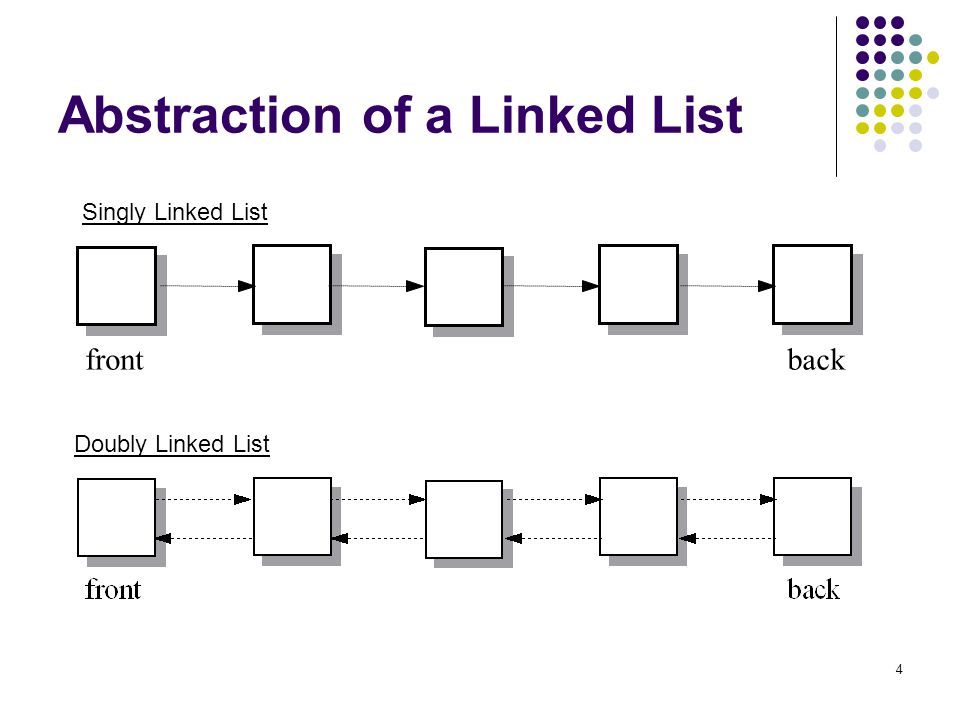 Abstraction of a Linked List
Singly Linked List
front back
Doubly Linked List
front back
4